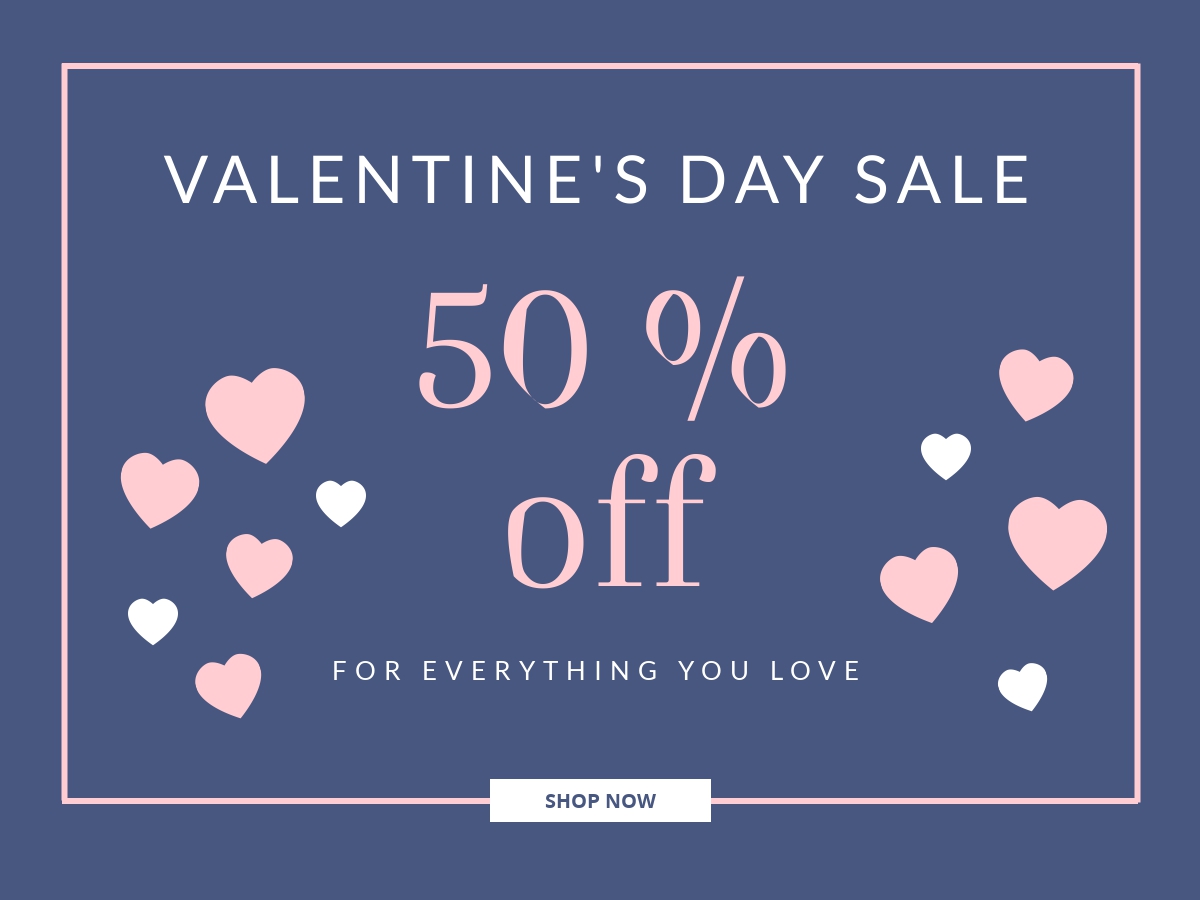 VALENTINE'S DAY SALE
50 %
off
FOR EVERYTHING YOU LOVE
SHOP NOW